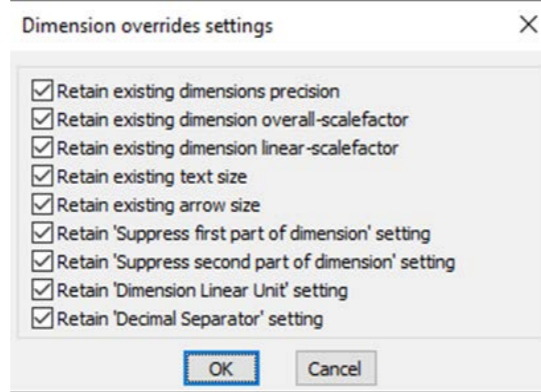 Dimension overrides settings
Retain existing dimensions precision
Retain existing dimension overall-scalefactor
Retain existing dimension linear-scalefactor
Retain existing text size
Retain existing arrow size
Retain 'Suppress first part of dimension' setting
Retain 'Suppress second part of dimension' setting
Retain 'Dimension Linear Unit' setting
Retain 'Decimal Separator' setting
OK Cancel